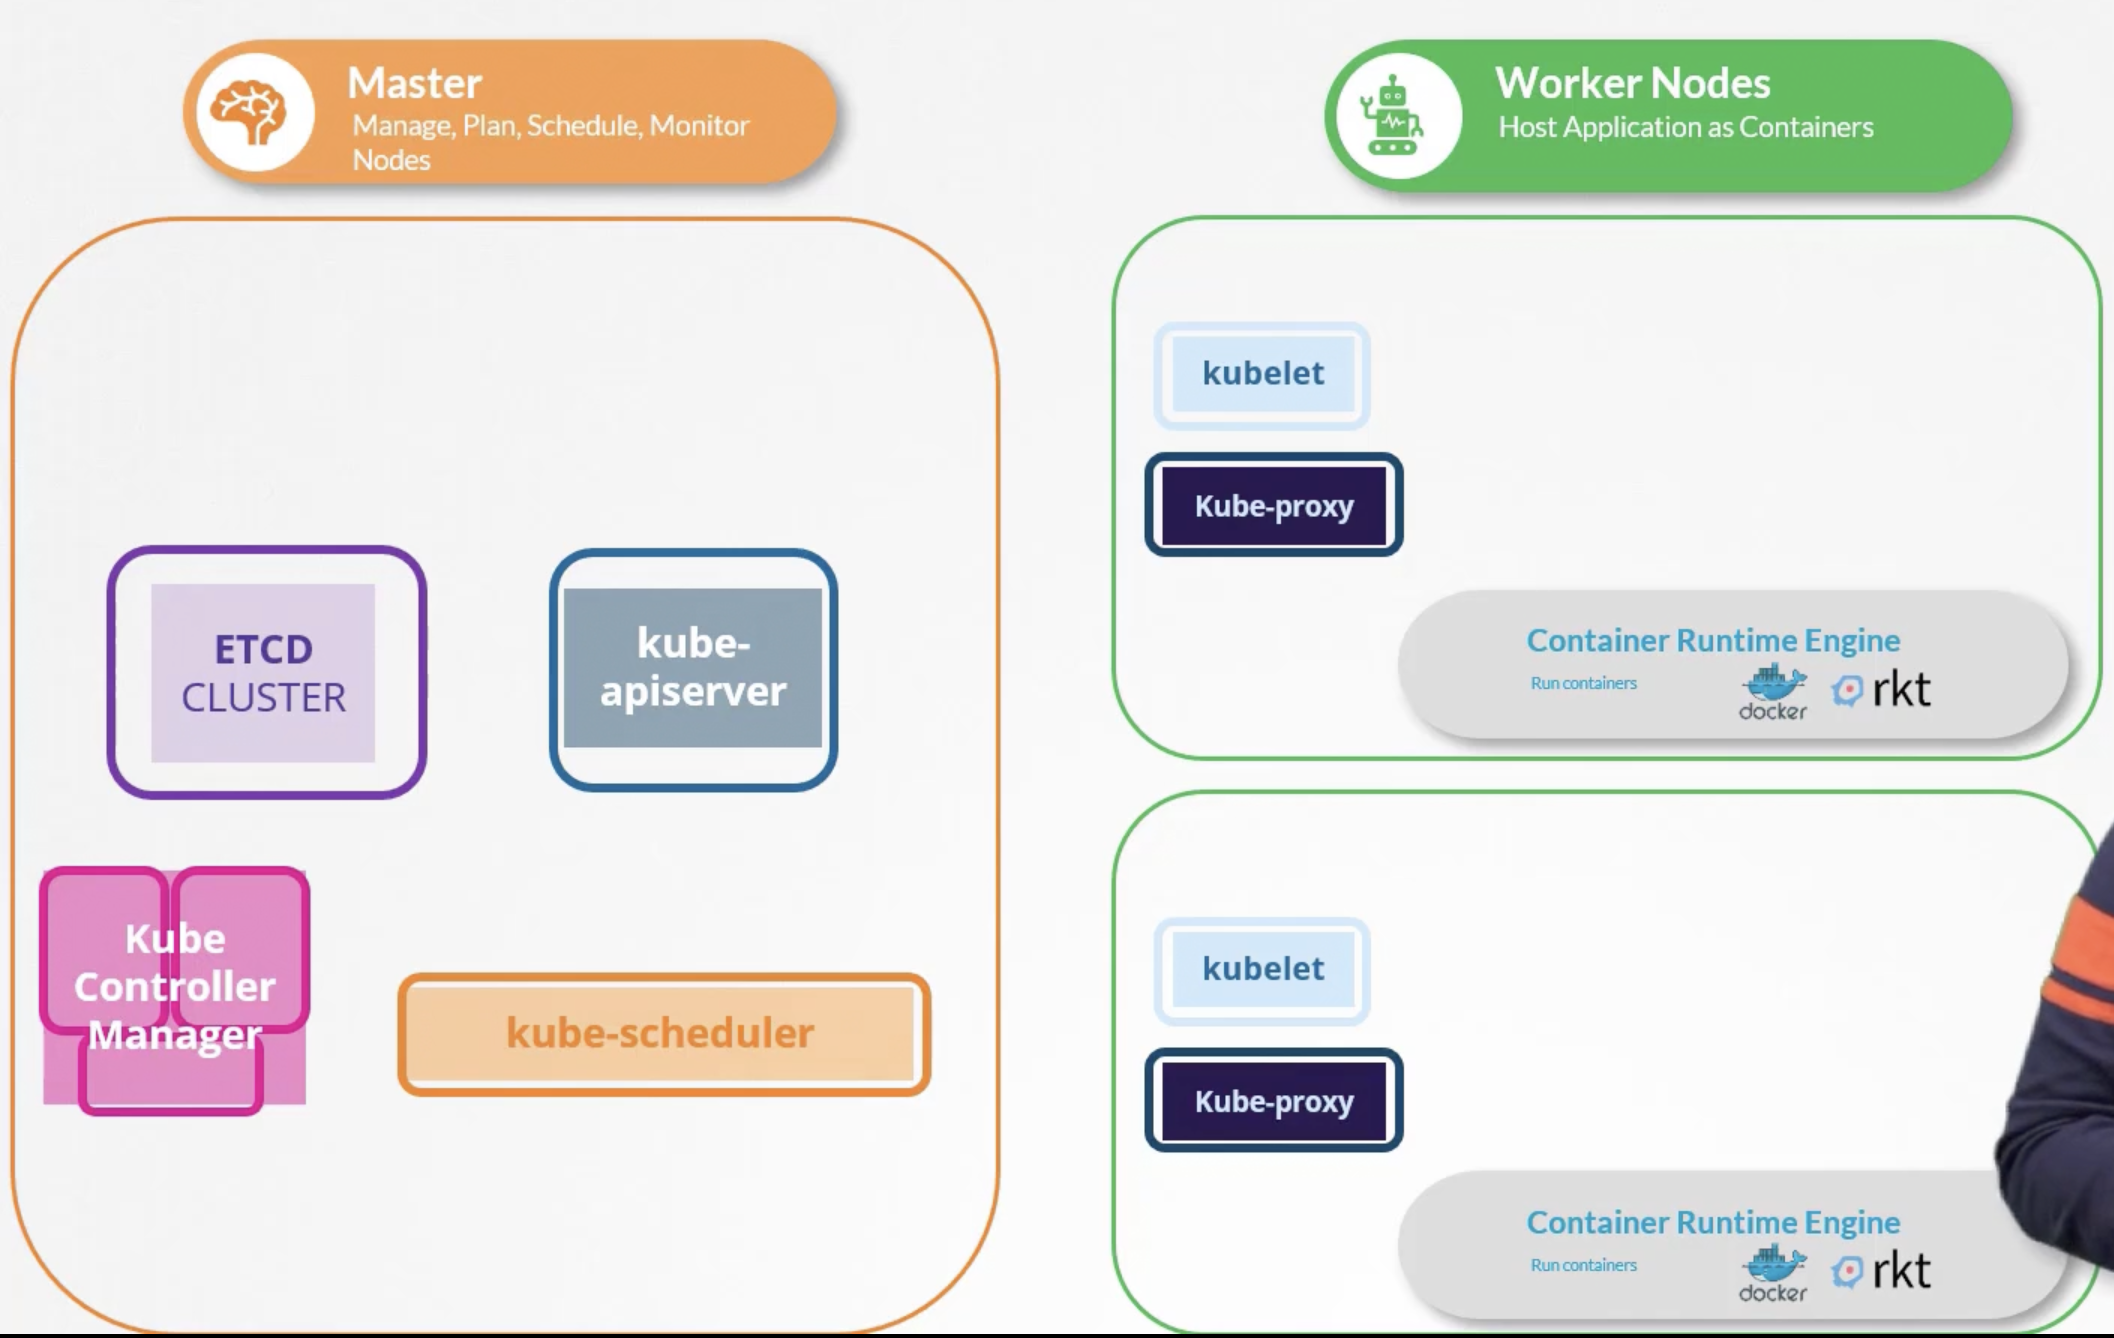 Master
Manage, Plan, Schedule, Monitor
Nodes
ETCD
CLUSTER
kube-
apiserver
Kube
Controller
Manager
kube-scheduler
Worker Nodes
Host Application as Containers
kubelet
Kube-proxy
Container Runtime Engine
Run containers
docker
rkt
kubelet
Kube-proxy
Container Runtime Engine
Run containers
docker
rkt